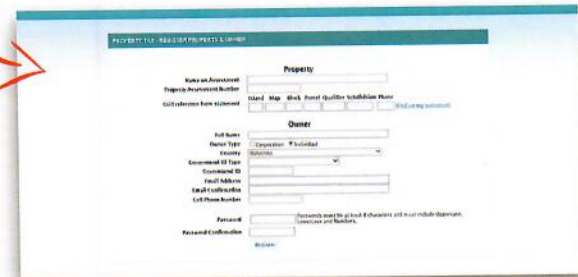 PROPERTY TAX - REGISTER PROPERTY & OWNER
Property
Name on Assessment
Property Assessment Number
Island Map Block Parcel Qualifier Subdivision Phase
Grid reference from statement
Owner
Full Name
Owner Type Corporation Individual
Country Bahamas
Government ID Type
Government ID
Email Address
Email Confirmation
Cell Phone Number
Password Passwords must be at least 8 characters and must include Uppercase,
Lowercase and Numbers.
Password Confirmation
Register